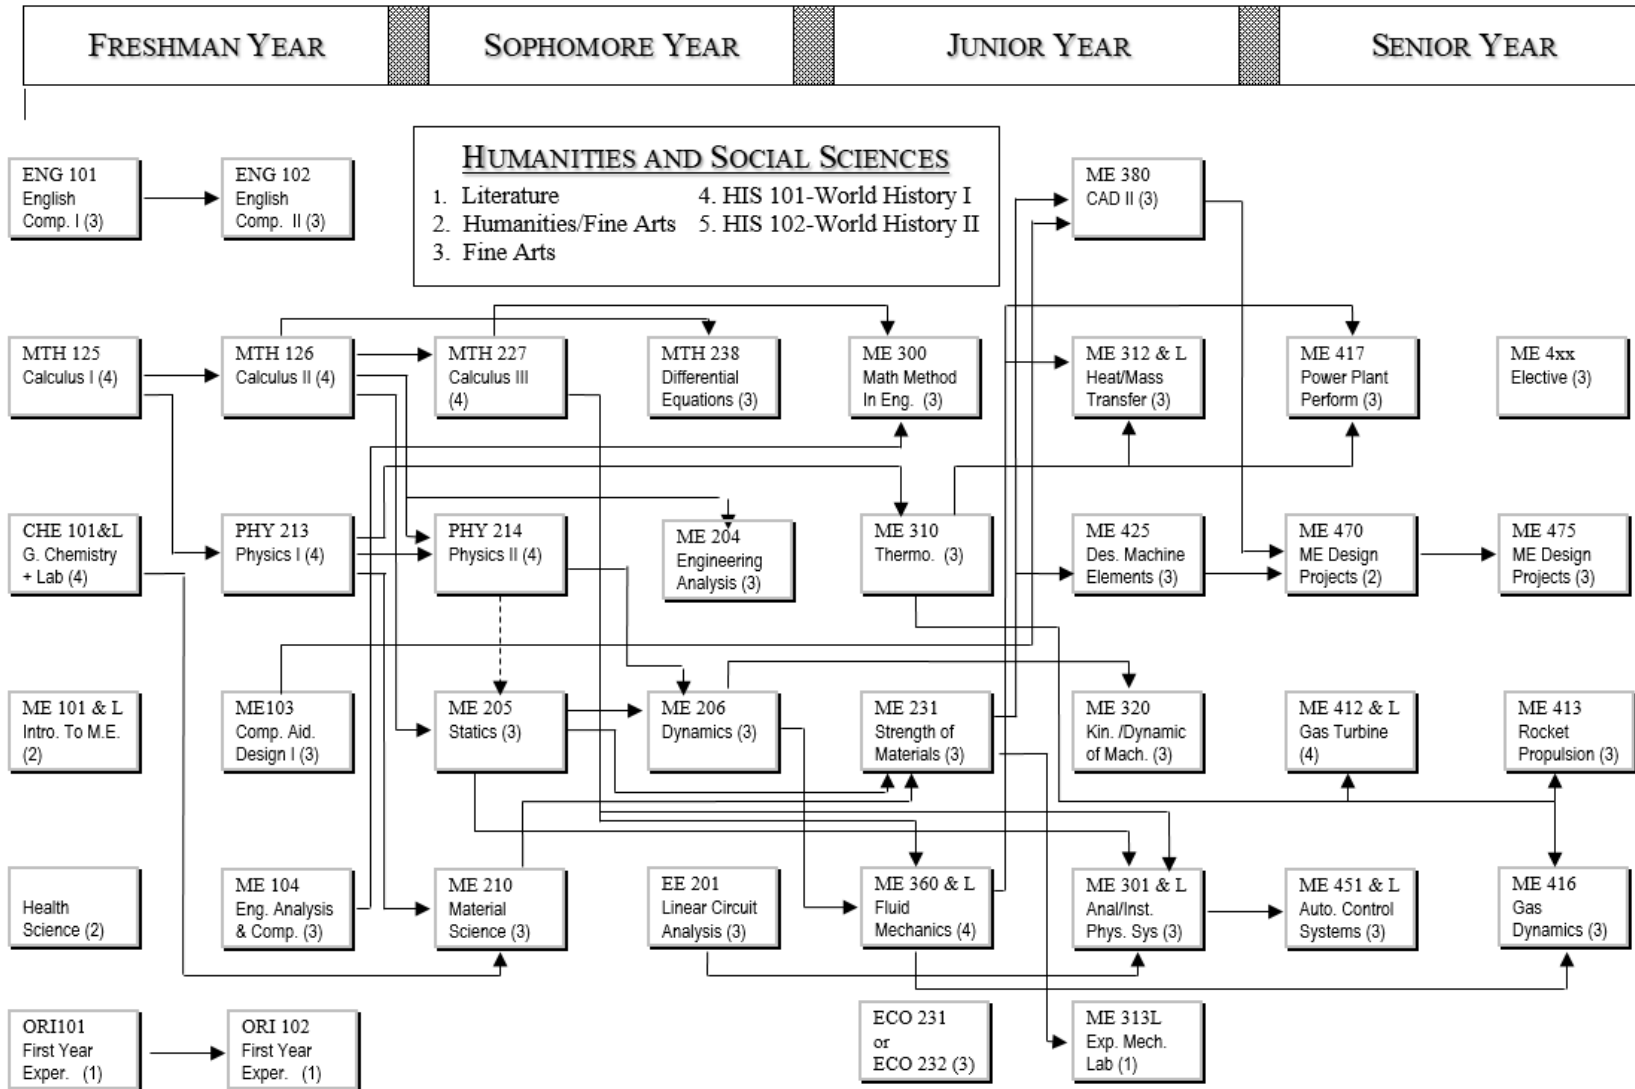 FRESHMAN YEAR
SOPHOMORE YEAR
JUNIOR YEAR
SENIOR YEAR
HUMANITIES AND SOCIAL SCIENCES
1. Literature
2. Humanities/Fine Arts
3. Fine Arts
4. HIS 101-World History I
5. HIS 102-World History II
ENG 101
English
Comp. I (3)
ENG 102
English
Comp. II (3)
ME 380
CAD II (3)
MTH 125
Calculus I (4)
MTH 126
Calculus II (4)
MTH 227
Calculus III
(4)
MTH 238
Differential
Equations (3)
ME 300
Math Method
In Eng. (3)
ME 312 & L
Heat/Mass
Transfer (3)
ME 417
Power Plant
Perform (3)
ME 4xx
Elective (3)
CHE 101&L
G. Chemistry
+ Lab (4)
PHY 213
Physics I (4)
PHY 214
Physics II (4)
ME 204
Engineering
Analysis (3)
ME 310
Thermo. (3)
ME 425
Des. Machine
Elements (3)
ME 470
ME Design
Projects (2)
ME 475
ME Design
Projects (3)
ME 101 & L
Intro. To M.E.
(2)
ME103
Comp. Aid.
Design I (3)
ME 205
Statics (3)
ME 206
Dynamics (3)
ME 231
Strength of
Materials (3)
ME 320
Kin. /Dynamic
of Mach. (3)
ME 412 & L
Gas Turbine
(4)
ME 413
Rocket
Propulsion (3)
Health
Science (2)
ME 104
Eng. Analysis
& Comp. (3)
ME 210
Material
Science (3)
EE 201
Linear Circuit
Analysis (3)
ME 360 & L
Fluid
Mechanics (4)
ME 301 & L
Anal/Inst.
Phys. Sys (3)
ME 451 & L
Auto. Control
Systems (3)
ME 416
Gas
Dynamics (3)
ORI101
First Year
Exper. (1)
ORI 102
First Year
Exper. (1)
ECO 231
or
ECO 232 (3)
ME 313L
Exp. Mech.
Lab (1)